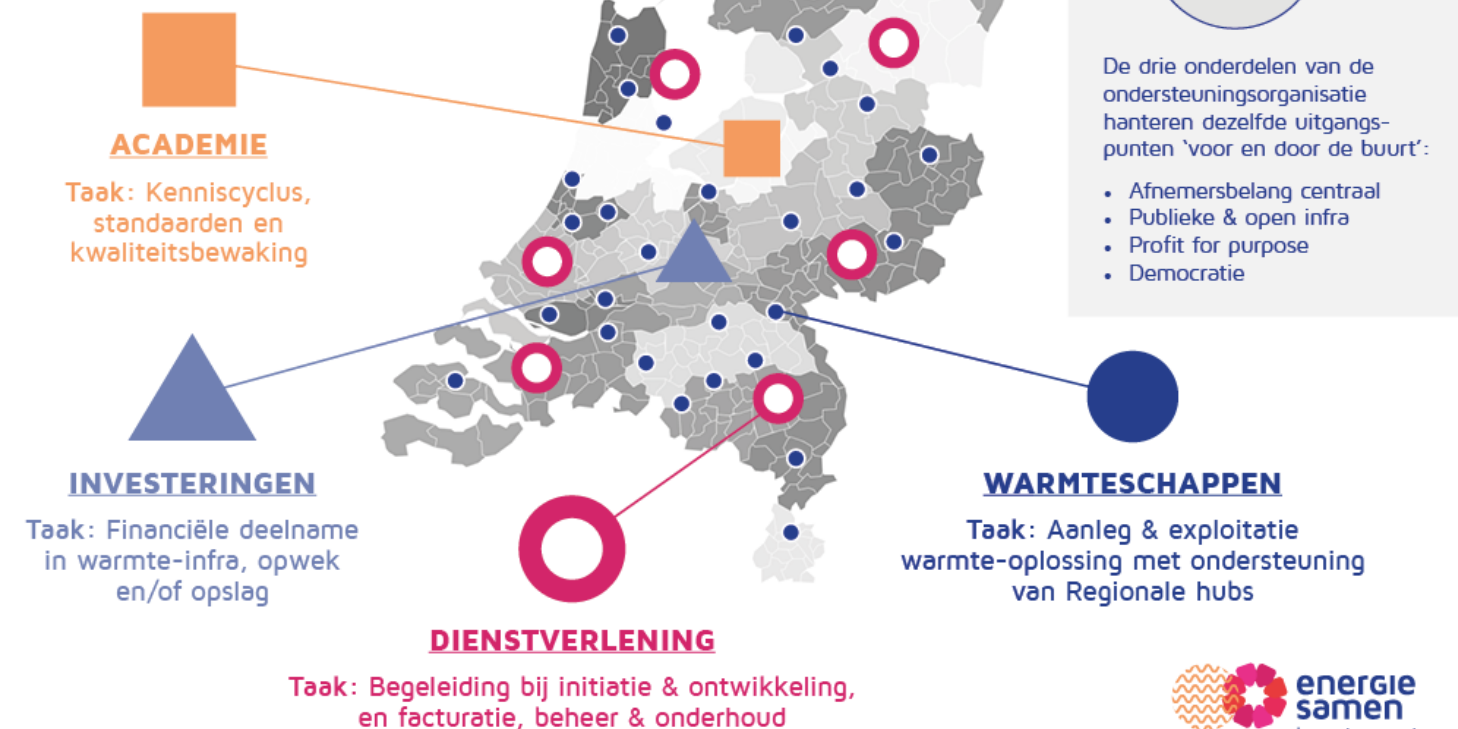 De drie onderdelen van de
ondersteuningsorganisatie
hanteren dezelfde uitgangs-
punten ‘voor en door de buurt’:
• Afnemersbelang centraal
• Publieke & open infra
• Profit for purpose
• Democratie
ACADEMIE
Taak: Kenniscyclus,
standaarden en
kwaliteitsbewaking
INVESTERINGEN
Taak: Financiële deelname
in warmte-infra, opwek
en/of opslag
WARMTESCHAPPEN
Taak: Aanleg & exploitatie
warmte-oplossing met ondersteuning
van Regionale hubs
DIENSTVERLENING
Taak: Begeleiding bij initiatie & ontwikkeling,
en facturatie, beheer & onderhoud
energie
samen